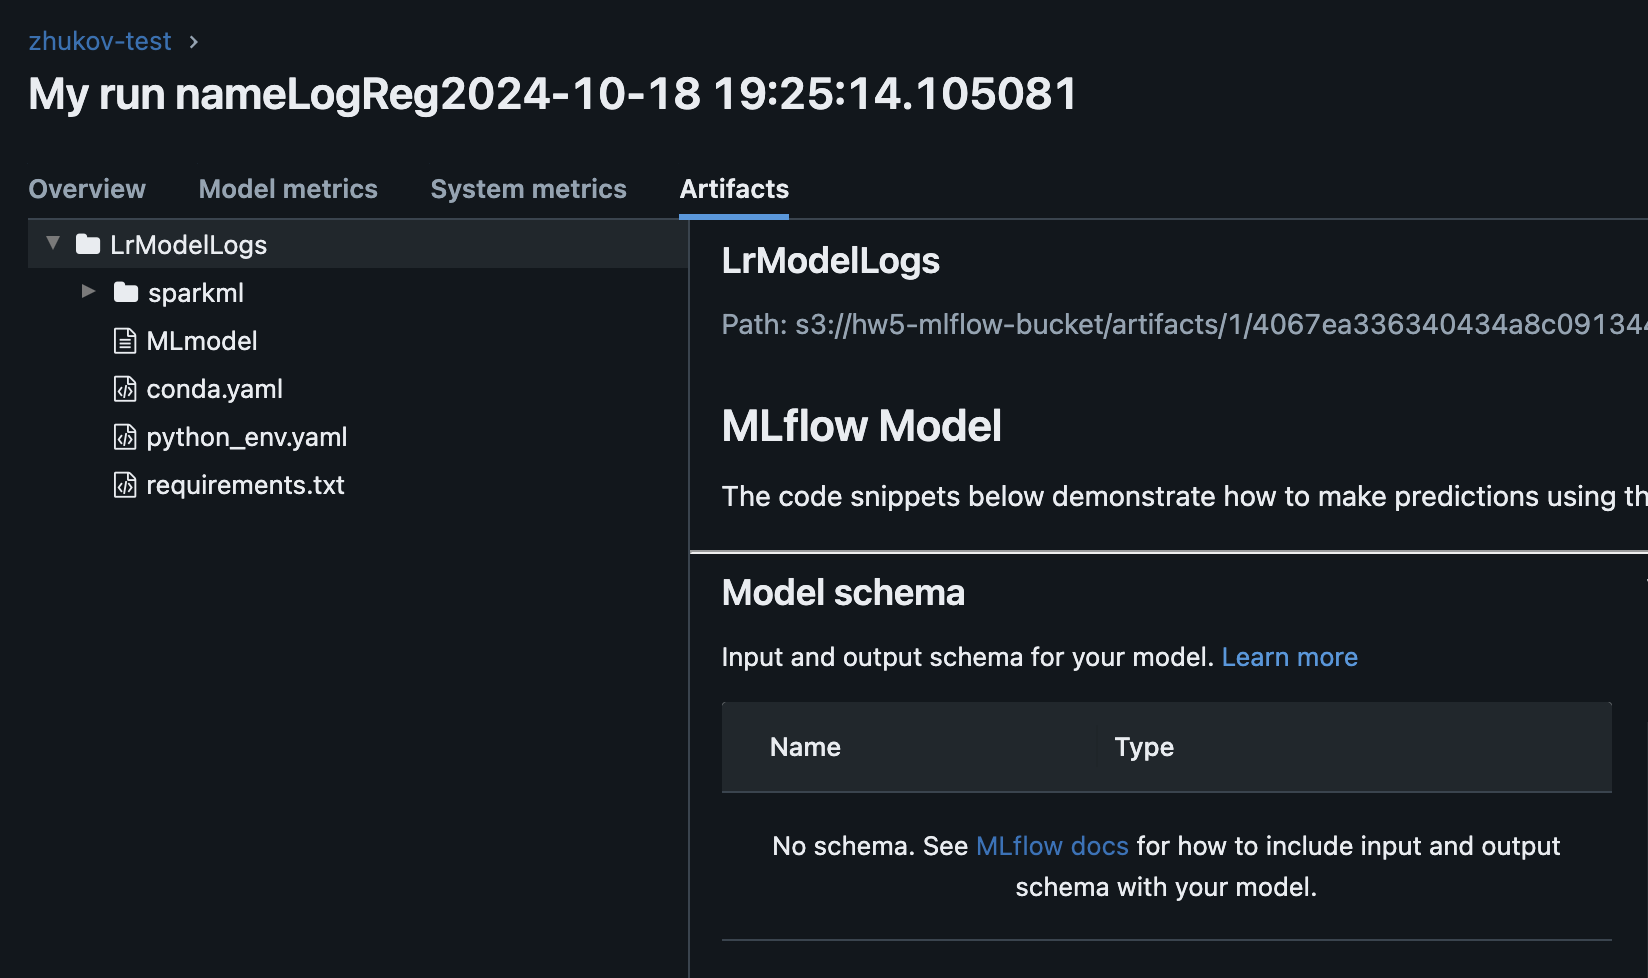 zhukov-test >
My run nameLogReg2024-10-18 19:25:14.105081
Overview Model metrics System metrics Artifacts
LrModelLogs
sparkml
MLmodel
conda.yaml
python_env.yaml
requirements.txt
LrModelLogs
Path: s3://hw5-mlflow-bucket/artifacts/1/4067ea336340434a8c09134
MLflow Model
The code snippets below demonstrate how to make predictions using
Model schema
Input and output schema for your model. Learn more
Name Type
No schema. See MLflow docs for how to include input and output
schema with your model.